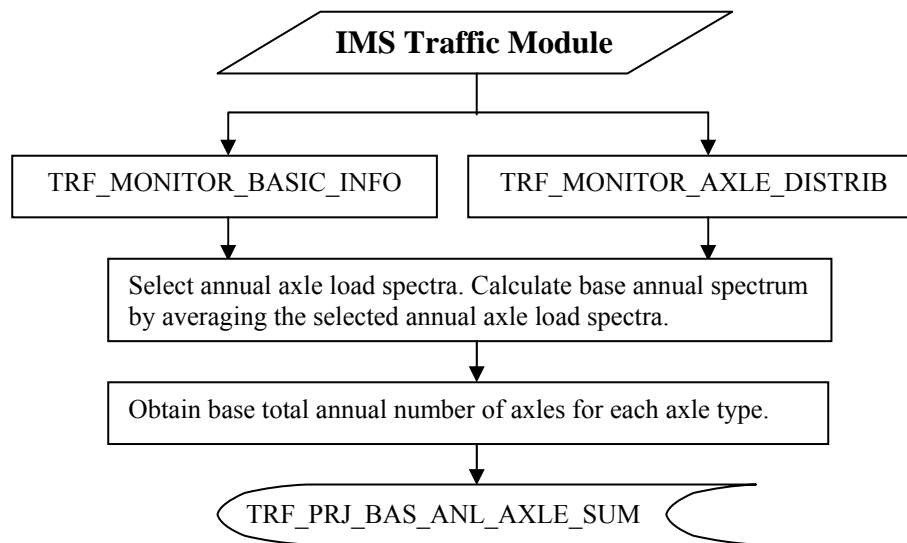 IMS Traffic Module
TRF_MONITOR_BASIC_INFO
TRF_MONITOR_AXLE_DISTRIB
Select annual axle load spectra. Calculate base annual spectrum
by averaging the selected annual axle load spectra.
Obtain base total annual number of axles for each axle type.
TRF_PRJ_BAS_ANL_AXLE_SUM